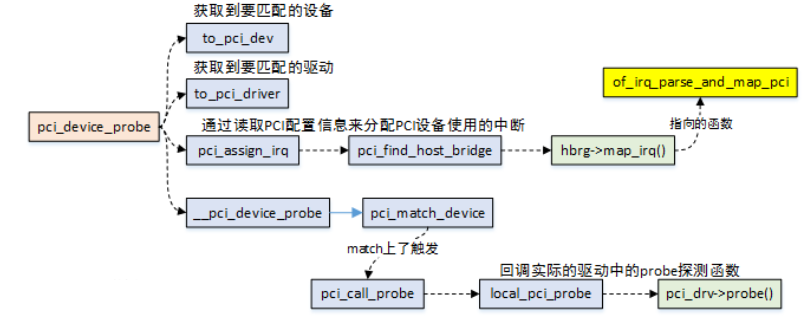 获取到要匹配的设备
to_pci_dev
获取到要匹配的驱动
to_pci_driver
of_irq_parse_and_map_pci
pci_device_probe
通过读取PCI配置信息来分配PCI设备使用的中断
指向的函数
pci_assign_irq
pci_find_host_bridge
hbrg->map_irq()
__pci_device_probe
pci_match_device
match上了触发
回调实际的驱动中的probe探测函数
pci_call_probe
local_pci_probe
pci_drv->probe()